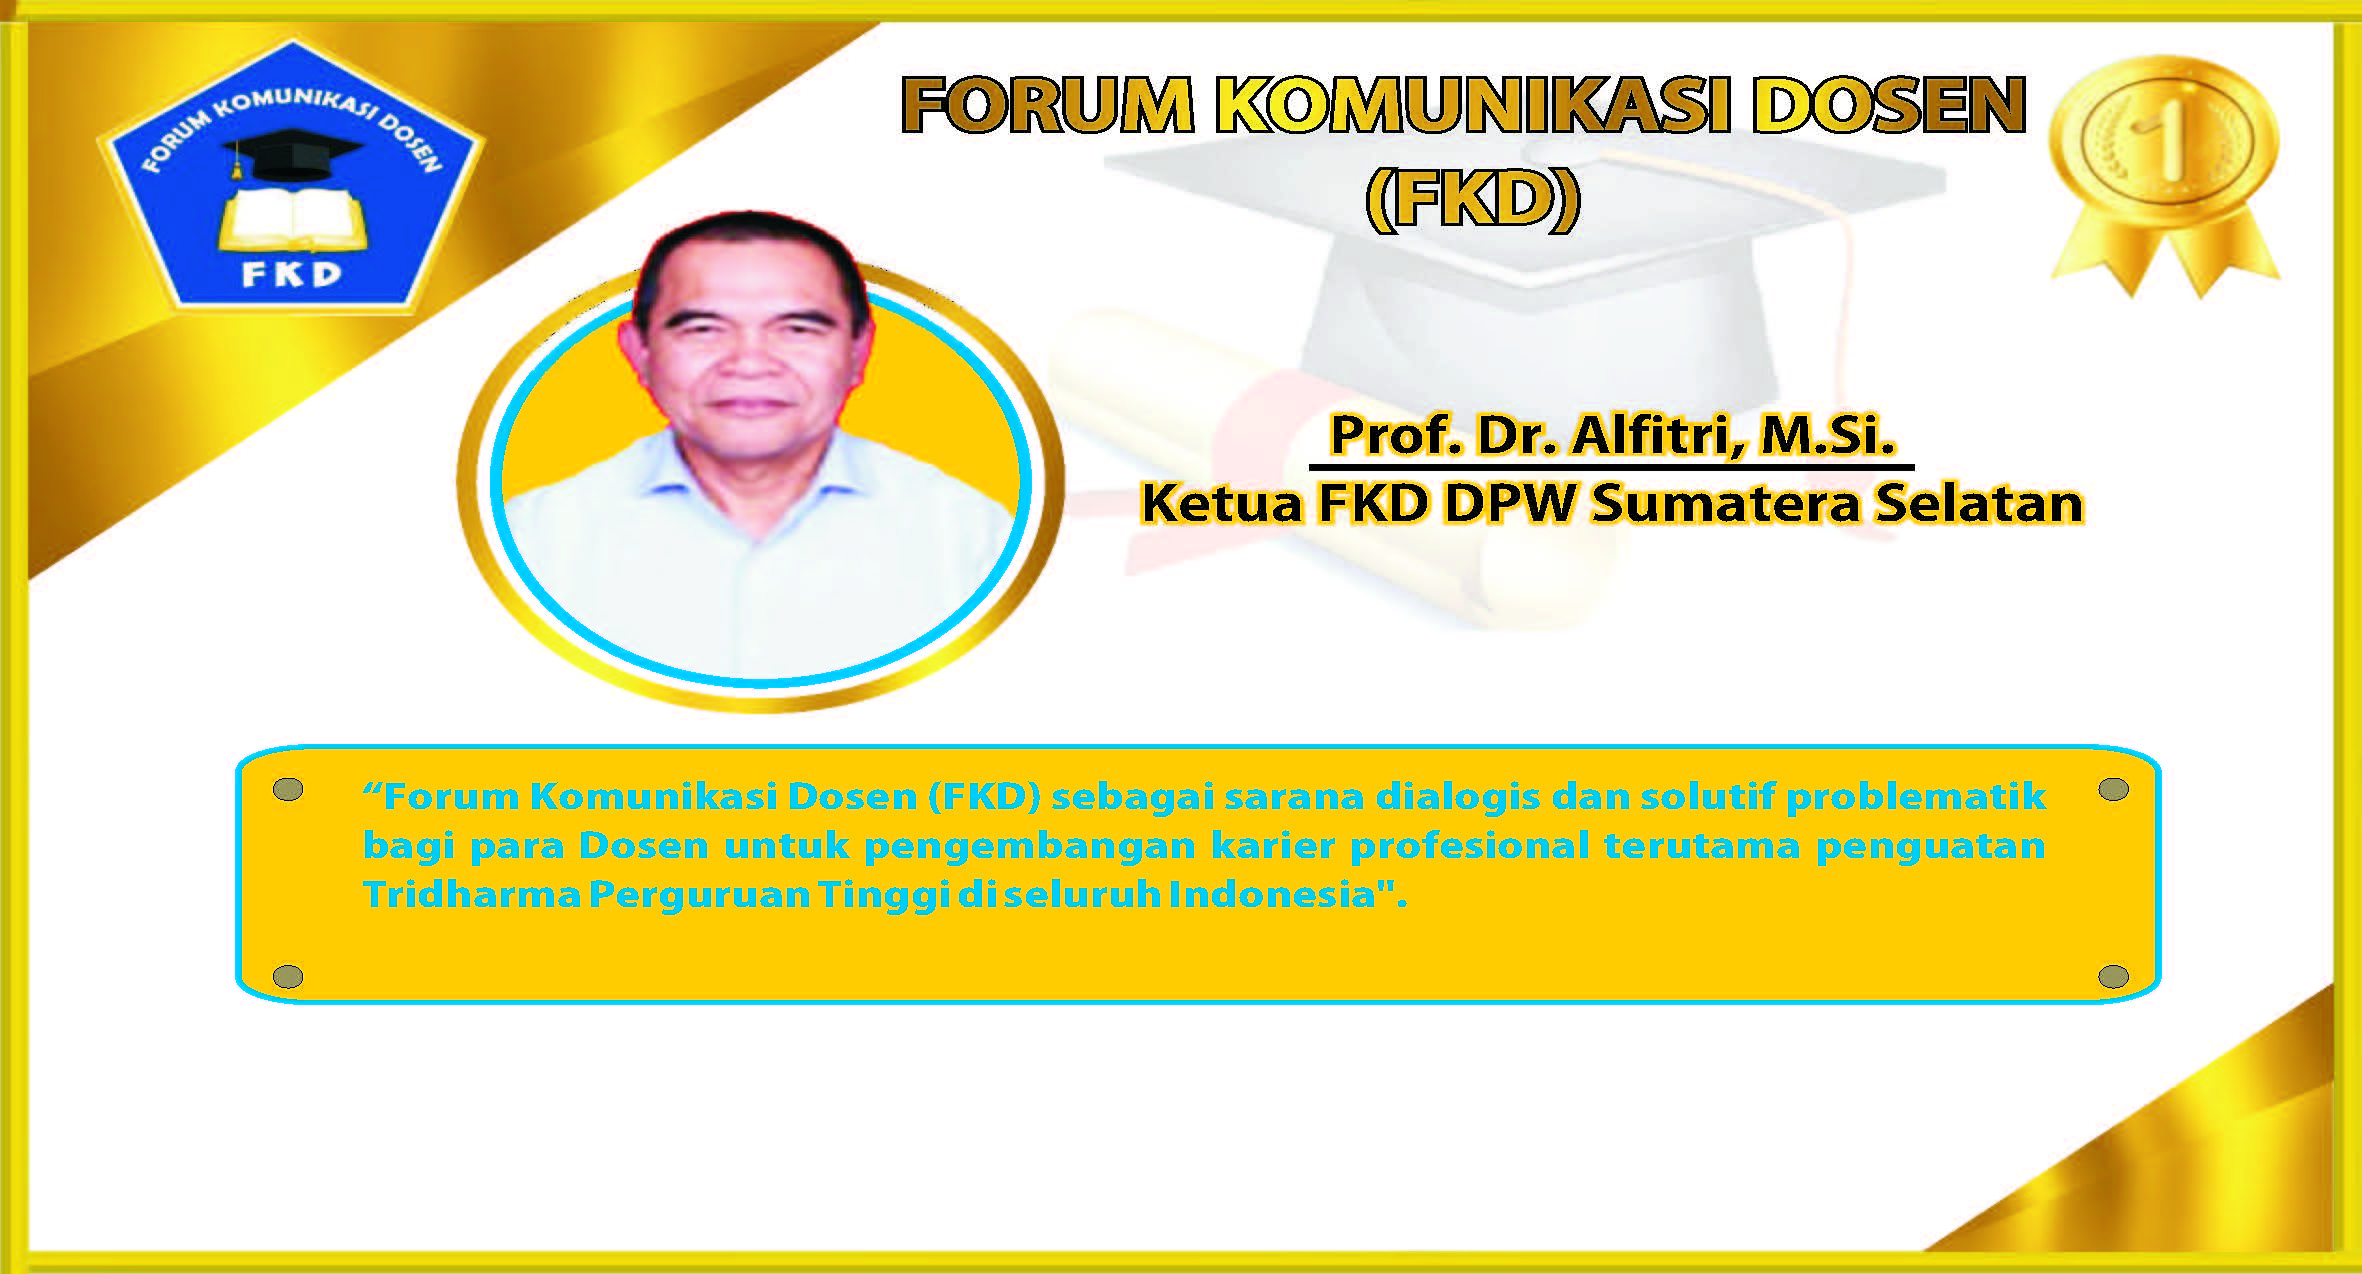 FORUM KOMUNIKASI DOSEN
FKD
FORUM KOMUNIKASI DOSEN
(FKD)
1
Prof. Dr. Alfitri, M.Si.
Ketua FKD DPW Sumatera Selatan
“Forum Komunikasi Dosen (FKD) sebagai sarana dialogis dan solutif problematik
bagi para Dosen untuk pengembangan karier profesional terutama penguatan
Tridharma Perguruan Tinggi di seluruh Indonesia".